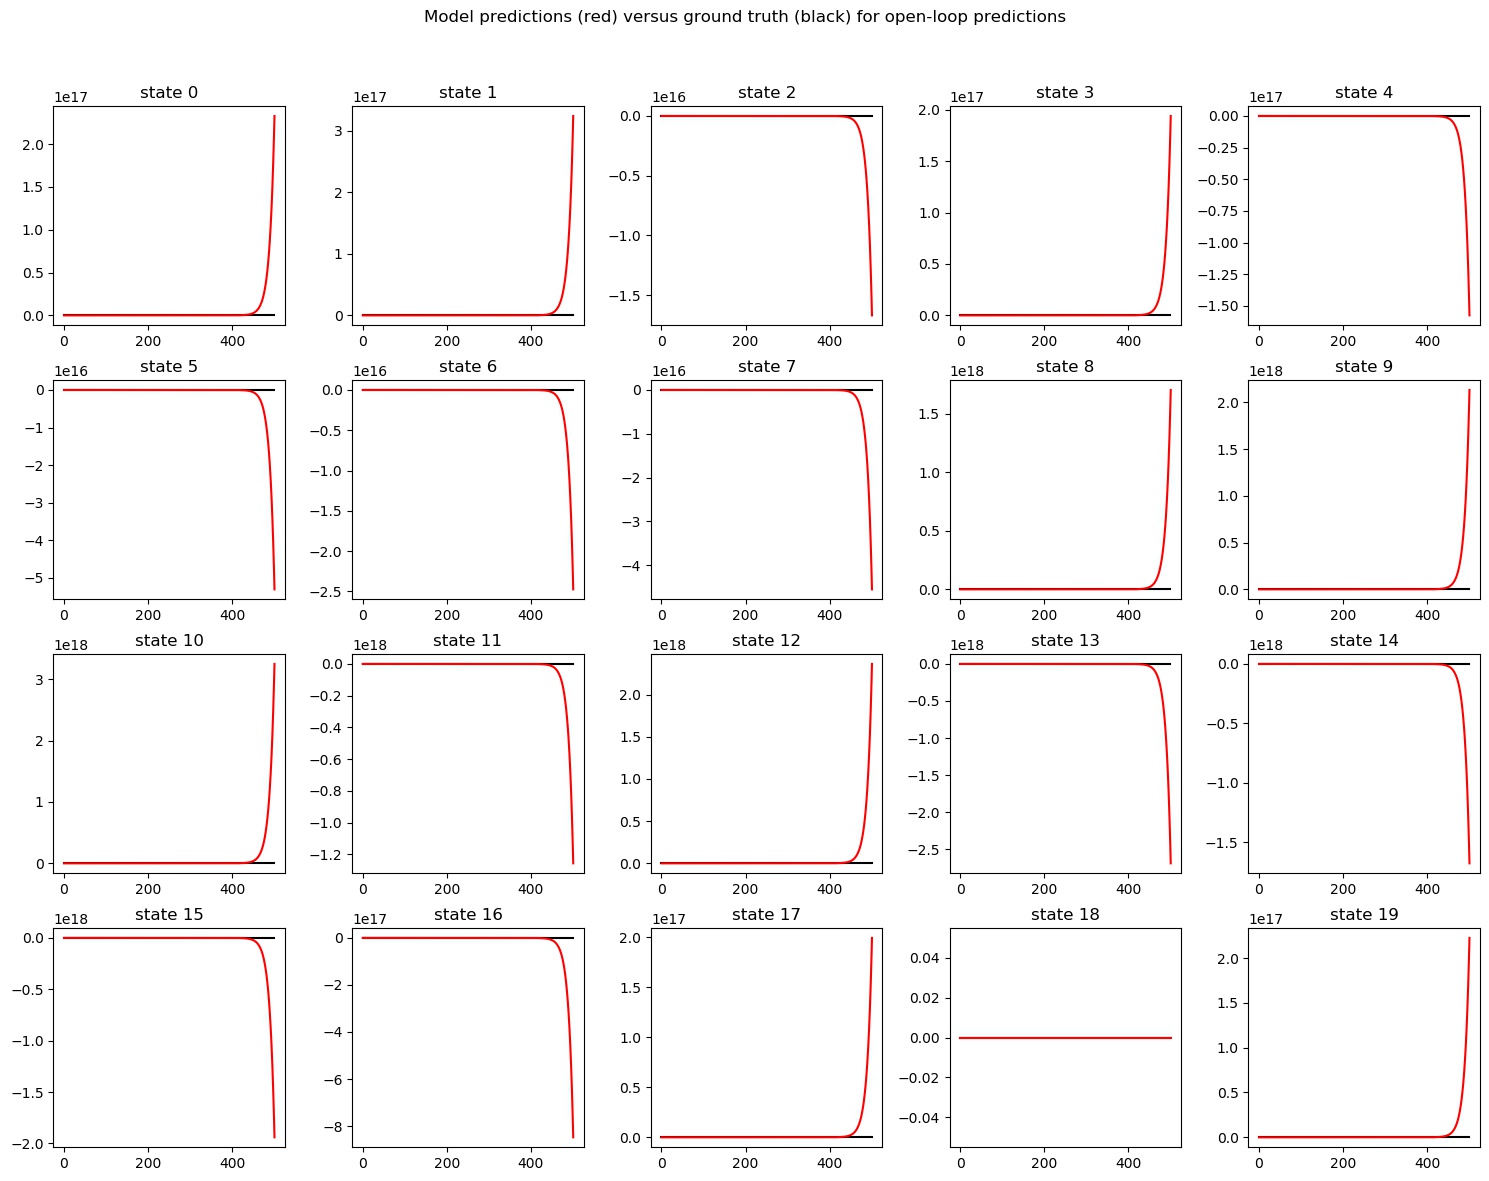 Model predictions (red) versus ground truth (black) for open-loop predictions
state 0
1e17
2.0
1.5
1.0
0.5
0.0
0 200 400
state 1
1e17
3
2
1
0
0 200 400
state 2
1e16
0.0
−0.5
−1.0
−1.5
0 200 400
state 3
1e17
2.0
1.5
1.0
0.5
0.0
0 200 400
state 4
1e17
0.00
−0.25
−0.50
−0.75
−1.00
−1.25
−1.50
0 200 400
state 5
1e16
0
−1
−2
−3
−4
−5
0 200 400
state 6
1e16
0.0
−0.5
−1.0
−1.5
−2.0
−2.5
0 200 400
state 7
1e16
0
−1
−2
−3
−4
0 200 400
state 8
1e18
1.5
1.0
0.5
0.0
0 200 400
state 9
1e18
2.0
1.5
1.0
0.5
0.0
0 200 400
state 10
1e18
3
2
1
0
0 200 400
state 11
1e18
0.0
−0.2
−0.4
−0.6
−0.8
−1.0
−1.2
0 200 400
state 12
1e18
2.0
1.5
1.0
0.5
0.0
0 200 400
state 13
1e18
0.0
−0.5
−1.0
−1.5
−2.0
−2.5
0 200 400
state 14
1e18
0.0
−0.5
−1.0
−1.5
0 200 400
state 15
1e18
0.0
−0.5
−1.0
−1.5
−2.0
0 200 400
state 16
1e17
0
−2
−4
−6
−8
0 200 400
state 17
1e17
2.0
1.5
1.0
0.5
0.0
0 200 400
state 18
0.04
0.02
0.00
−0.02
−0.04
0 200 400
state 19
1e17
2.0
1.5
1.0
0.5
0.0
0 200 400